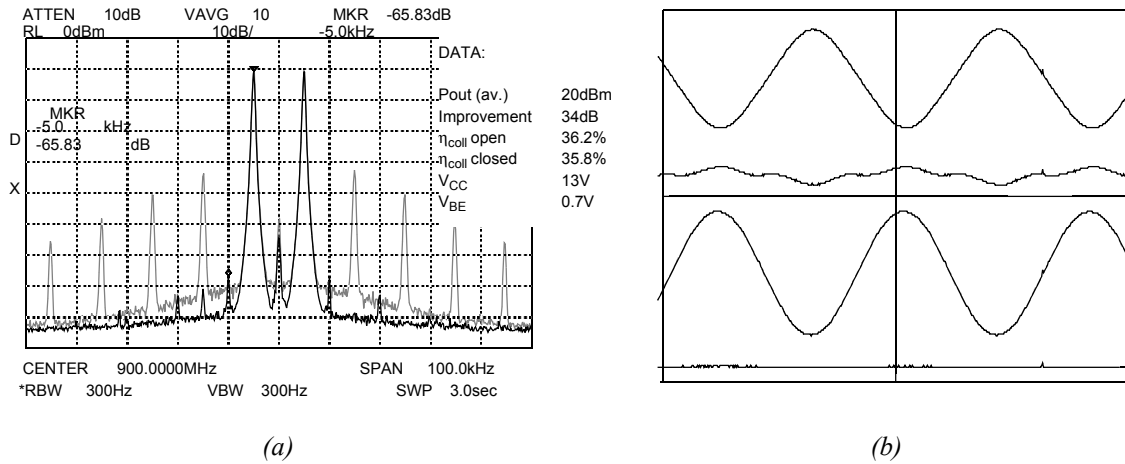 ATTEN 10dB VAVG 10 MKR -65.83dB
RL 0dBm 10dB/ -5.0kHz
DATA:
Pout (av.) 20dBm
Improvement 34dB
ηcoll open 36.2%
ηcoll closed 35.8%
VCC 13V
VBE 0.7V
MKR
-5.0 kHz
-65.83 dB
D
X
CENTER 900.0000MHz SPAN 100.0kHz
*RBW 300Hz VBW 300Hz SWP 3.0sec
(a) (b)